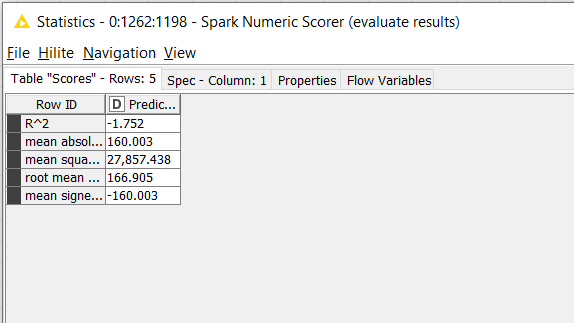 Statistics - 0:1262:1198 - Spark Numeric Scorer (evaluate results)
File Hilite Navigation View
Table "Scores" - Rows: 5 Spec - Column: 1 Properties Flow Variables
Row ID D Predic...
R^2 -1.752
mean absol... 160.003
mean squa... 27,857.438
root mean ... 166.905
mean signe... -160.003